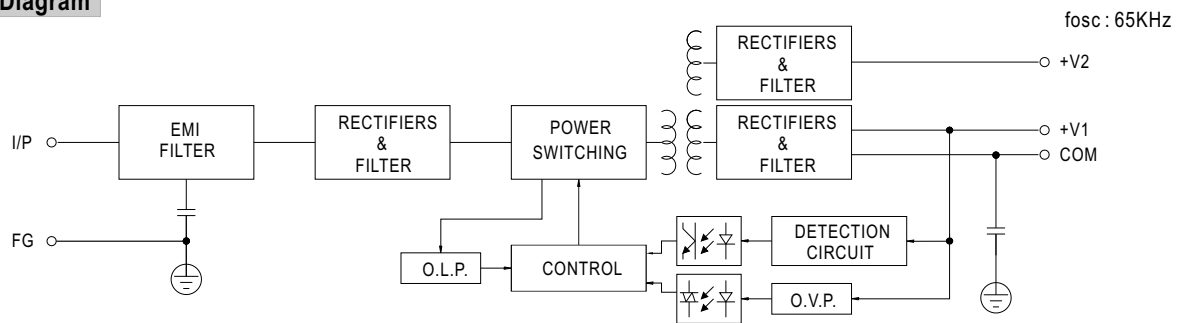 Diagram
fosc : 65KHz
RECTIFIERS
&
FILTER
+V2
I/P
EMI
FILTER
RECTIFIERS
&
FILTER
POWER
SWITCHING
RECTIFIERS
&
FILTER
+V1
COM
FG
O.L.P.
CONTROL
DETECTION
CIRCUIT
O.V.P.